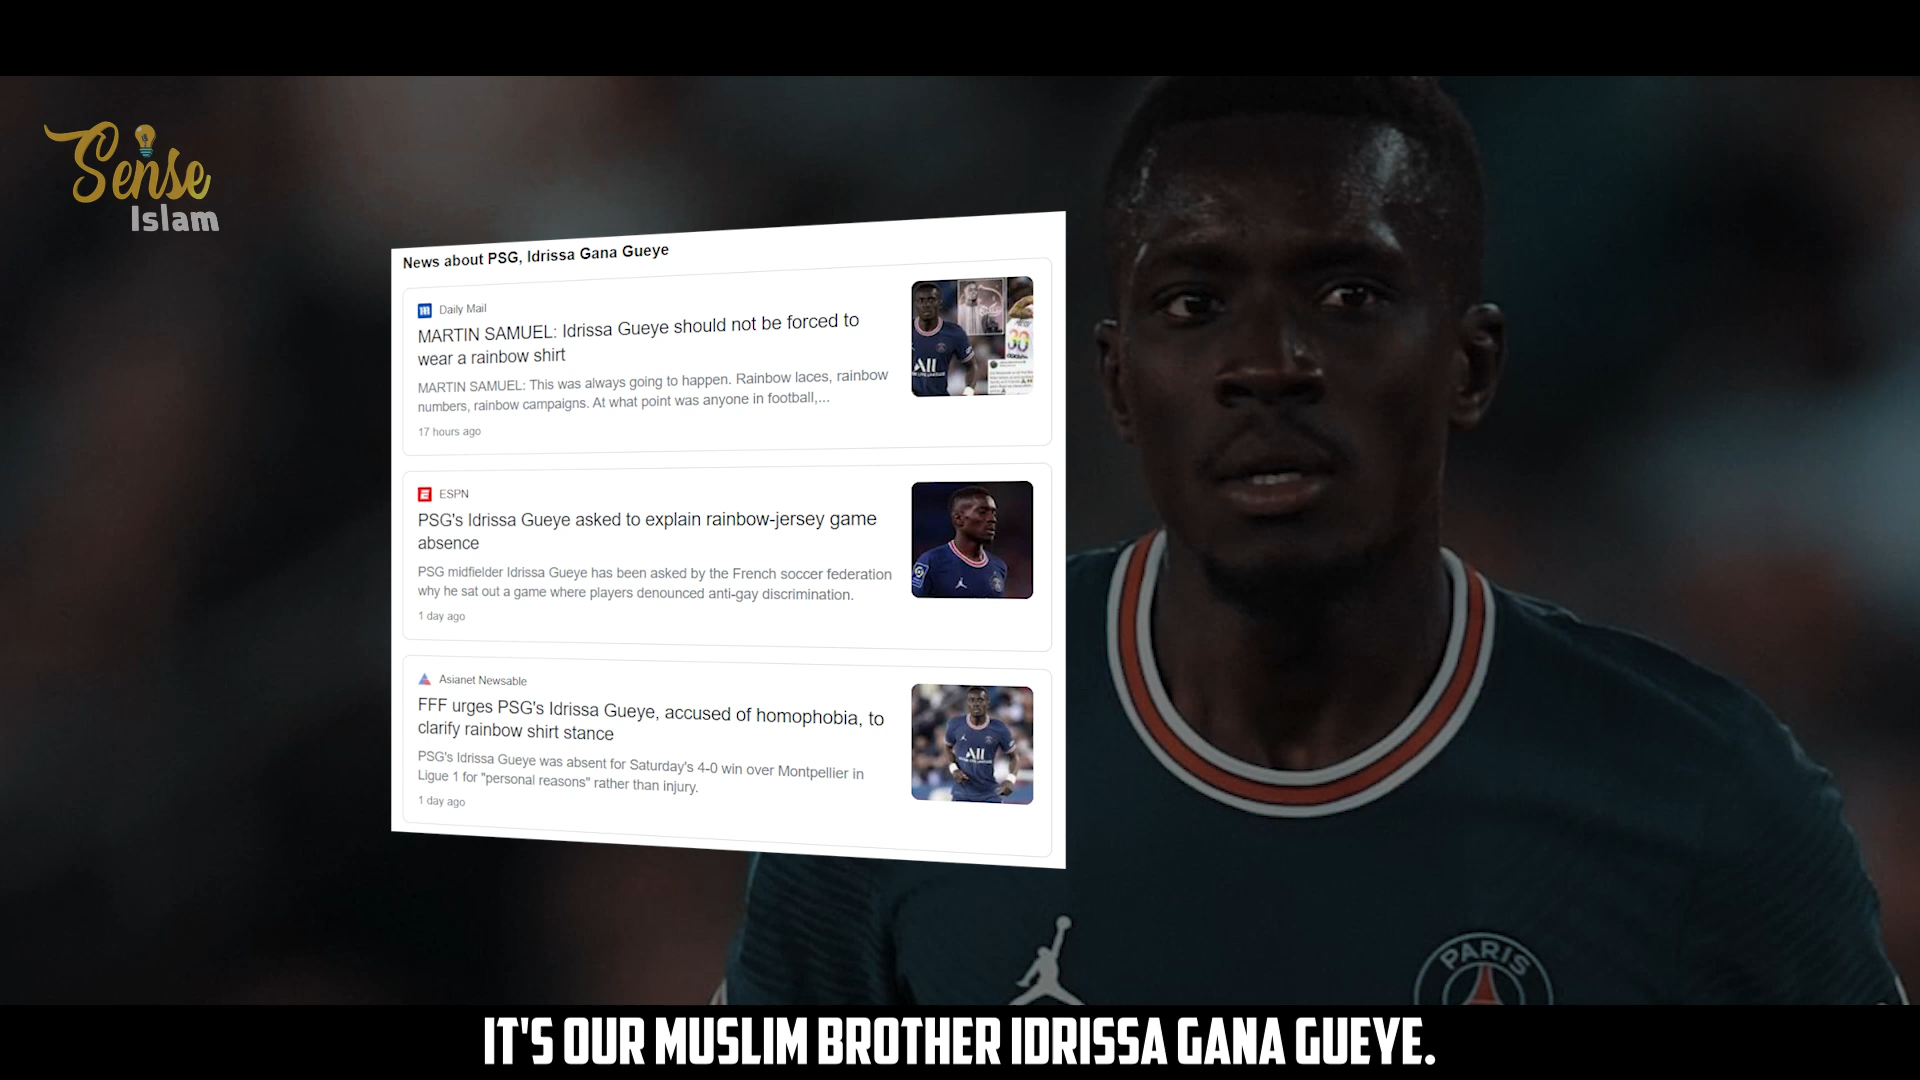 Sense
Islam
News about PSG, Idrissa Gana Gueye
Daily Mail
MARTIN SAMUEL: Idrissa Gueye should not be forced to
wear a rainbow shirt
MARTIN SAMUEL: This was always going to happen. Rainbow laces, rainbow
numbers, rainbow campaigns. At what point was anyone in football,...
17 hours ago
30
ALL
ESPN
PSG's Idrissa Gueye asked to explain rainbow-jersey game
absence
PSG midfielder Idrissa Gueye has been asked by the French soccer federation
why he sat out a game where players denounced anti-gay discrimination.
1 day ago
Asianet Newsable
FFF urges PSG's Idrissa Gueye, accused of homophobia, to
clarify rainbow shirt stance
PSG's Idrissa Gueye was absent for Saturday's 4-0 win over Montpellier in
Ligue 1 for "personal reasons" rather than injury.
1 day ago
ALL
PARIS
IT'S OUR MUSLIM BROTHER IDRISSA GANA GUEYE.